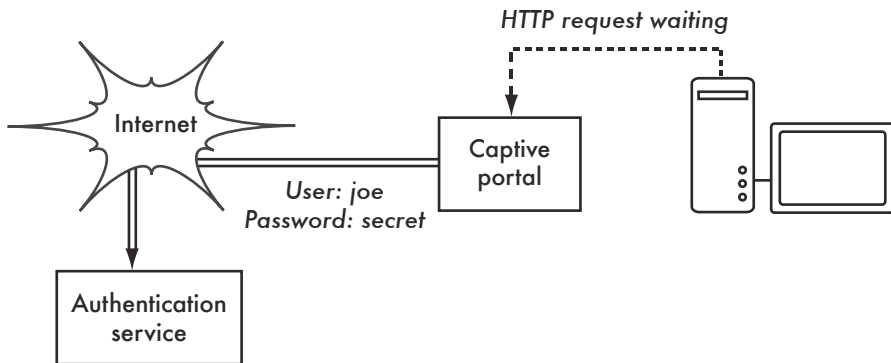 HTTP request waiting
Internet
Captive
portal
User: joe
Password: secret
Authentication
service